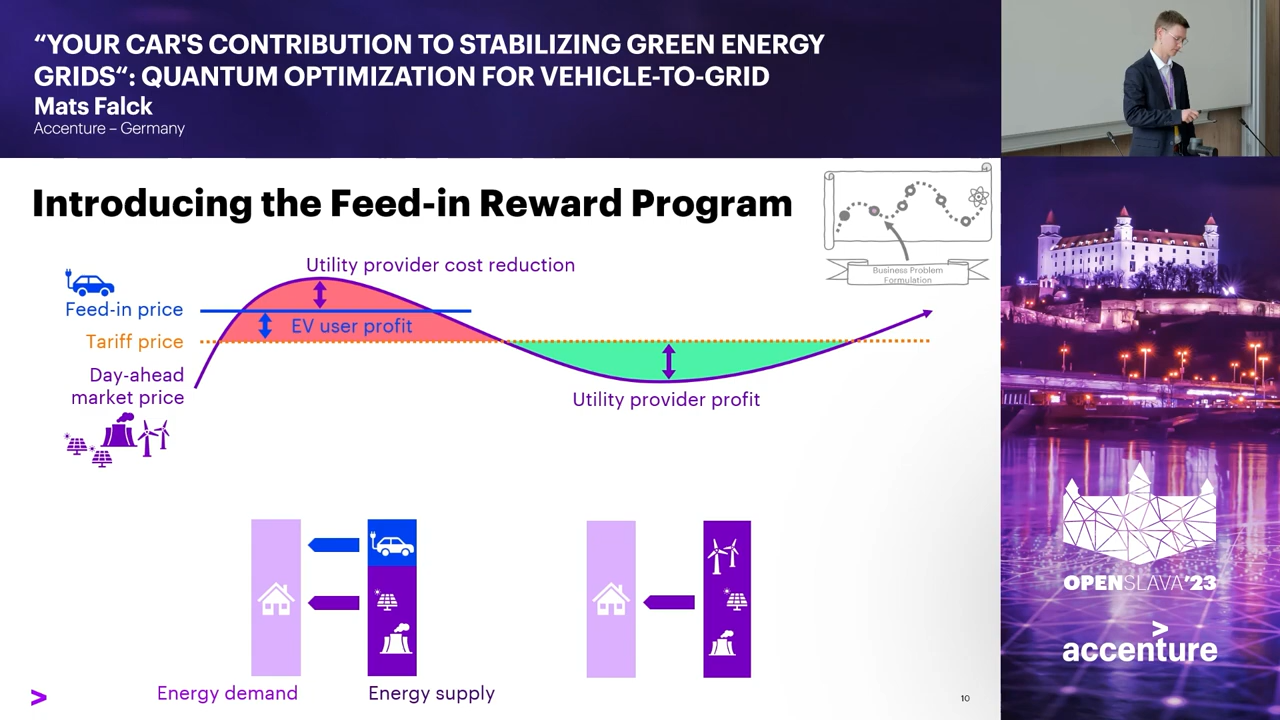 “YOUR CAR'S CONTRIBUTION TO STABILIZING GREEN ENERGY
GRIDS“: QUANTUM OPTIMIZATION FOR VEHICLE-TO-GRID
Mats Falck
Accenture – Germany
Introducing the Feed-in Reward Program
Business Problem
Formulation
Utility provider cost reduction
Feed-in price
EV user profit
Tariff price
Day-ahead
market price
Utility provider profit
Energy demand
Energy supply
10
OPENSLAVA'23
accenture